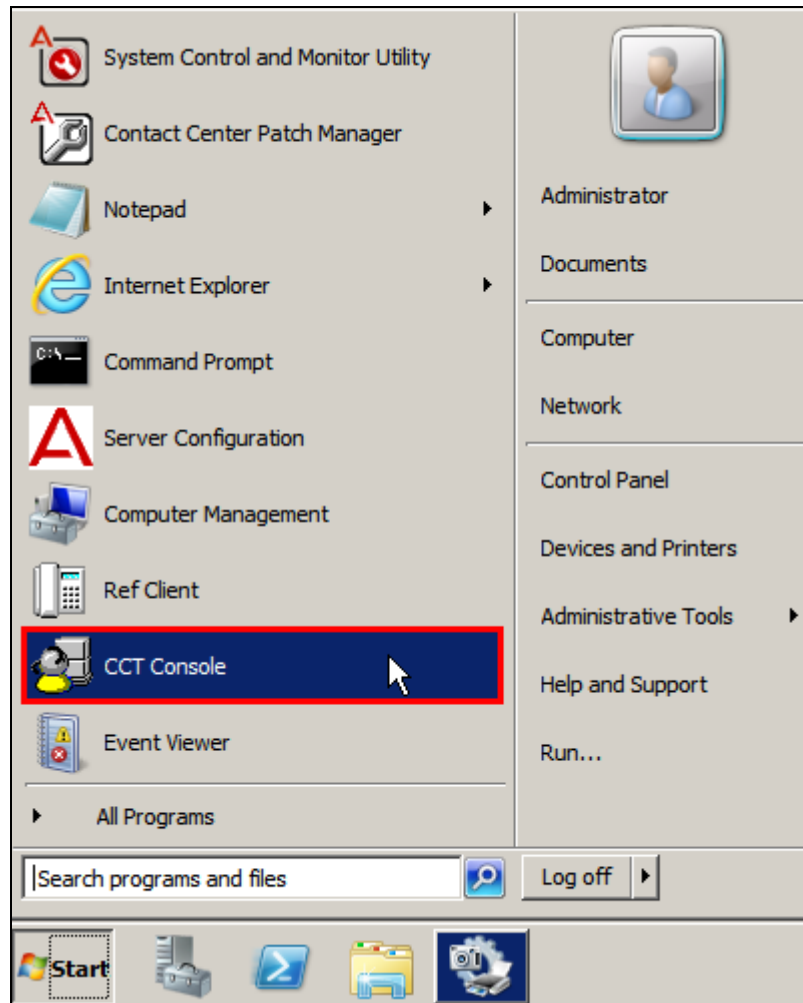 System Control and Monitor Utility
Contact Center Patch Manager
Notepad
Internet Explorer
Command Prompt
Server Configuration
Computer Management
Ref Client
CCT Console
Event Viewer
All Programs
Search programs and files
Administrator
Documents
Computer
Network
Control Panel
Devices and Printers
Administrative Tools
Help and Support
Run...
Log off
Start